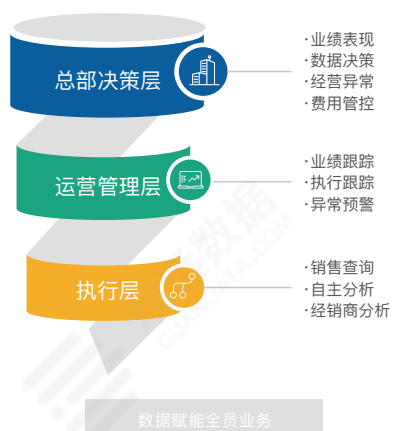 总部决策层
·业绩表现
·数据决策
·经营异常
·费用管控
运营管理层
·业绩跟踪
·执行跟踪
·异常预警
执行层
·销售查询
·自主分析
·经销商分析
数据赋能全员业务